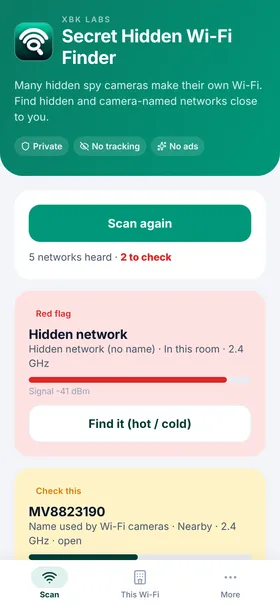 XBK LABS
Secret Hidden Wi-Fi
Finder
Many hidden spy cameras make their own Wi-Fi.
Find hidden and camera-named networks close
to you.
Private
No tracking
No ads
Scan again
5 networks heard · 2 to check
Red flag
Hidden network
Hidden network (no name) · In this room · 2.4
GHz
Signal -41 dBm
Find it (hot / cold)
Check this
MV8823190
Name used by Wi-Fi cameras · Nearby · 2.4
GHz · open
Scan
This Wi-Fi
More